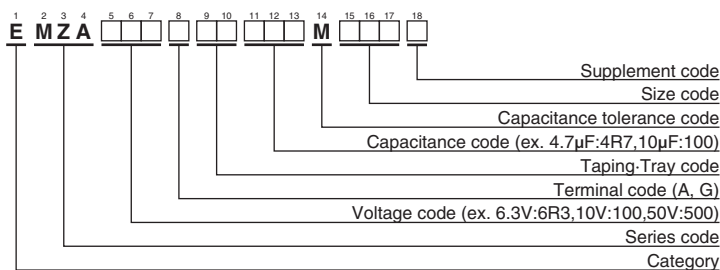 1 2 3 4 5 6 7 8 9 10 11 12 13 14 15 16 17 18
E MZA M
Supplement code
Size code
Capacitance tolerance code
Capacitance code (ex. 4.7μF:4R7,10μF:100)
Taping·Tray code
Terminal code (A, G)
Voltage code (ex. 6.3V:6R3,10V:100,50V:500)
Series code
Category